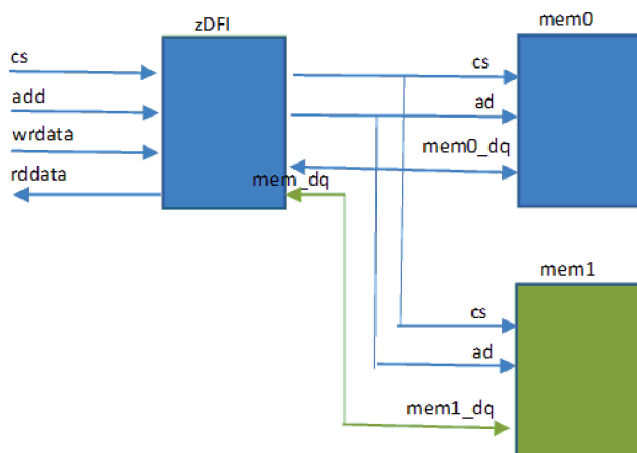 zDFI
mem0
cs
add
wrdata
rddata
cs
ad
mem0_dq
mem_dq
mem1
cs
ad
mem1_dq